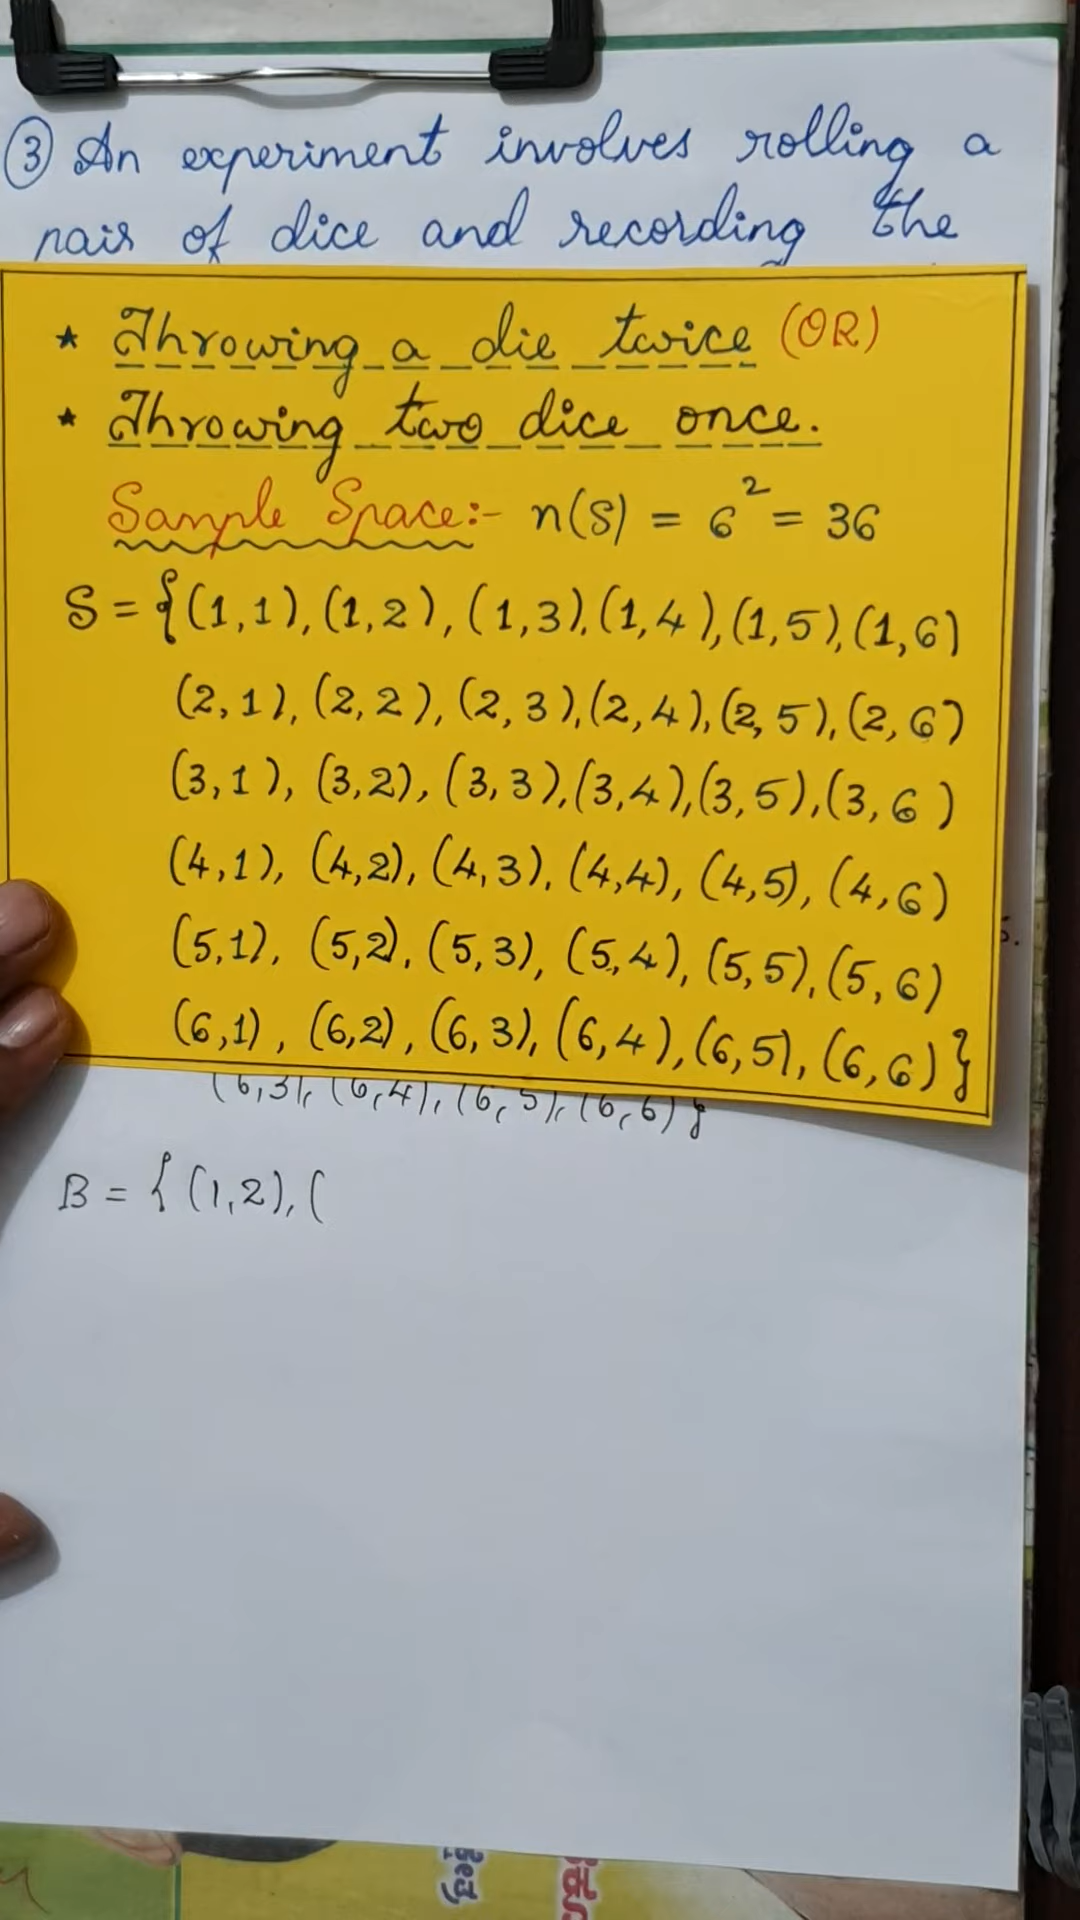 ③ An experiment involves rolling a
pair of dice and recording the
★ Throwing a die twice (OR)
★ Throwing two dice once.
Sample Space:- n(S) = 6² = 36
S = {(1,1), (1,2), (1,3), (1,4), (1,5), (1,6)
(2,1), (2,2), (2,3), (2,4), (2,5), (2,6)
(3,1), (3,2), (3,3), (3,4), (3,5), (3,6)
(4,1), (4,2), (4,3), (4,4), (4,5), (4,6)
(5,1), (5,2), (5,3), (5,4), (5,5), (5,6)
(6,1), (6,2), (6,3), (6,4), (6,5), (6,6)}
(6,3), (6,4), (6,5), (6,6)}
B = { (1,2), (